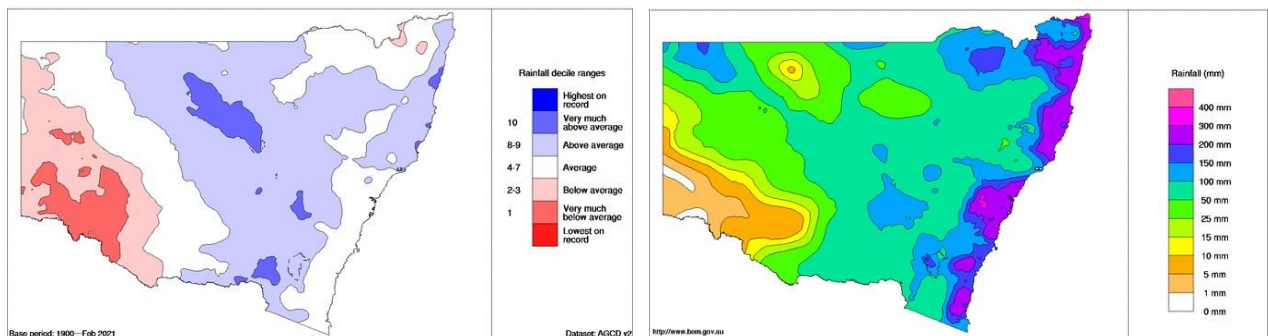 Rainfall decile ranges
Highest on
record
10
Very much
above average
8-9
Above average
4-7
Average
2-3
Below average
1
Very much
below average
Lowest on
record
Base period: 1900—Feb 2021
Dataset: AGCD v2
Rainfall (mm)
400 mm
300 mm
200 mm
150 mm
100 mm
50 mm
25 mm
15 mm
10 mm
5 mm
1 mm
0 mm
http://www.bom.gov.au